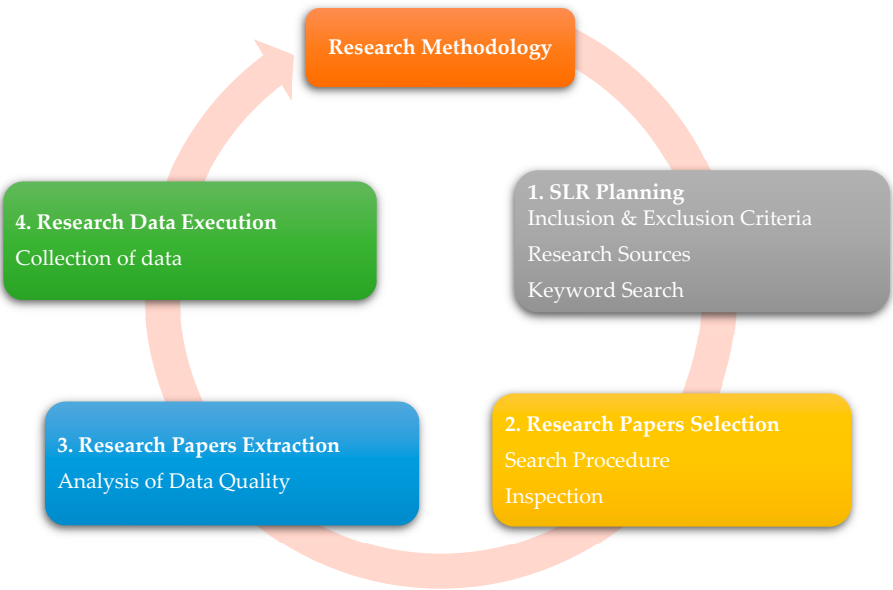 Research Methodology
1. SLR Planning
Inclusion & Exclusion Criteria
Research Sources
Keyword Search
2. Research Papers Selection
Search Procedure
Inspection
3. Research Papers Extraction
Analysis of Data Quality
4. Research Data Execution
Collection of data